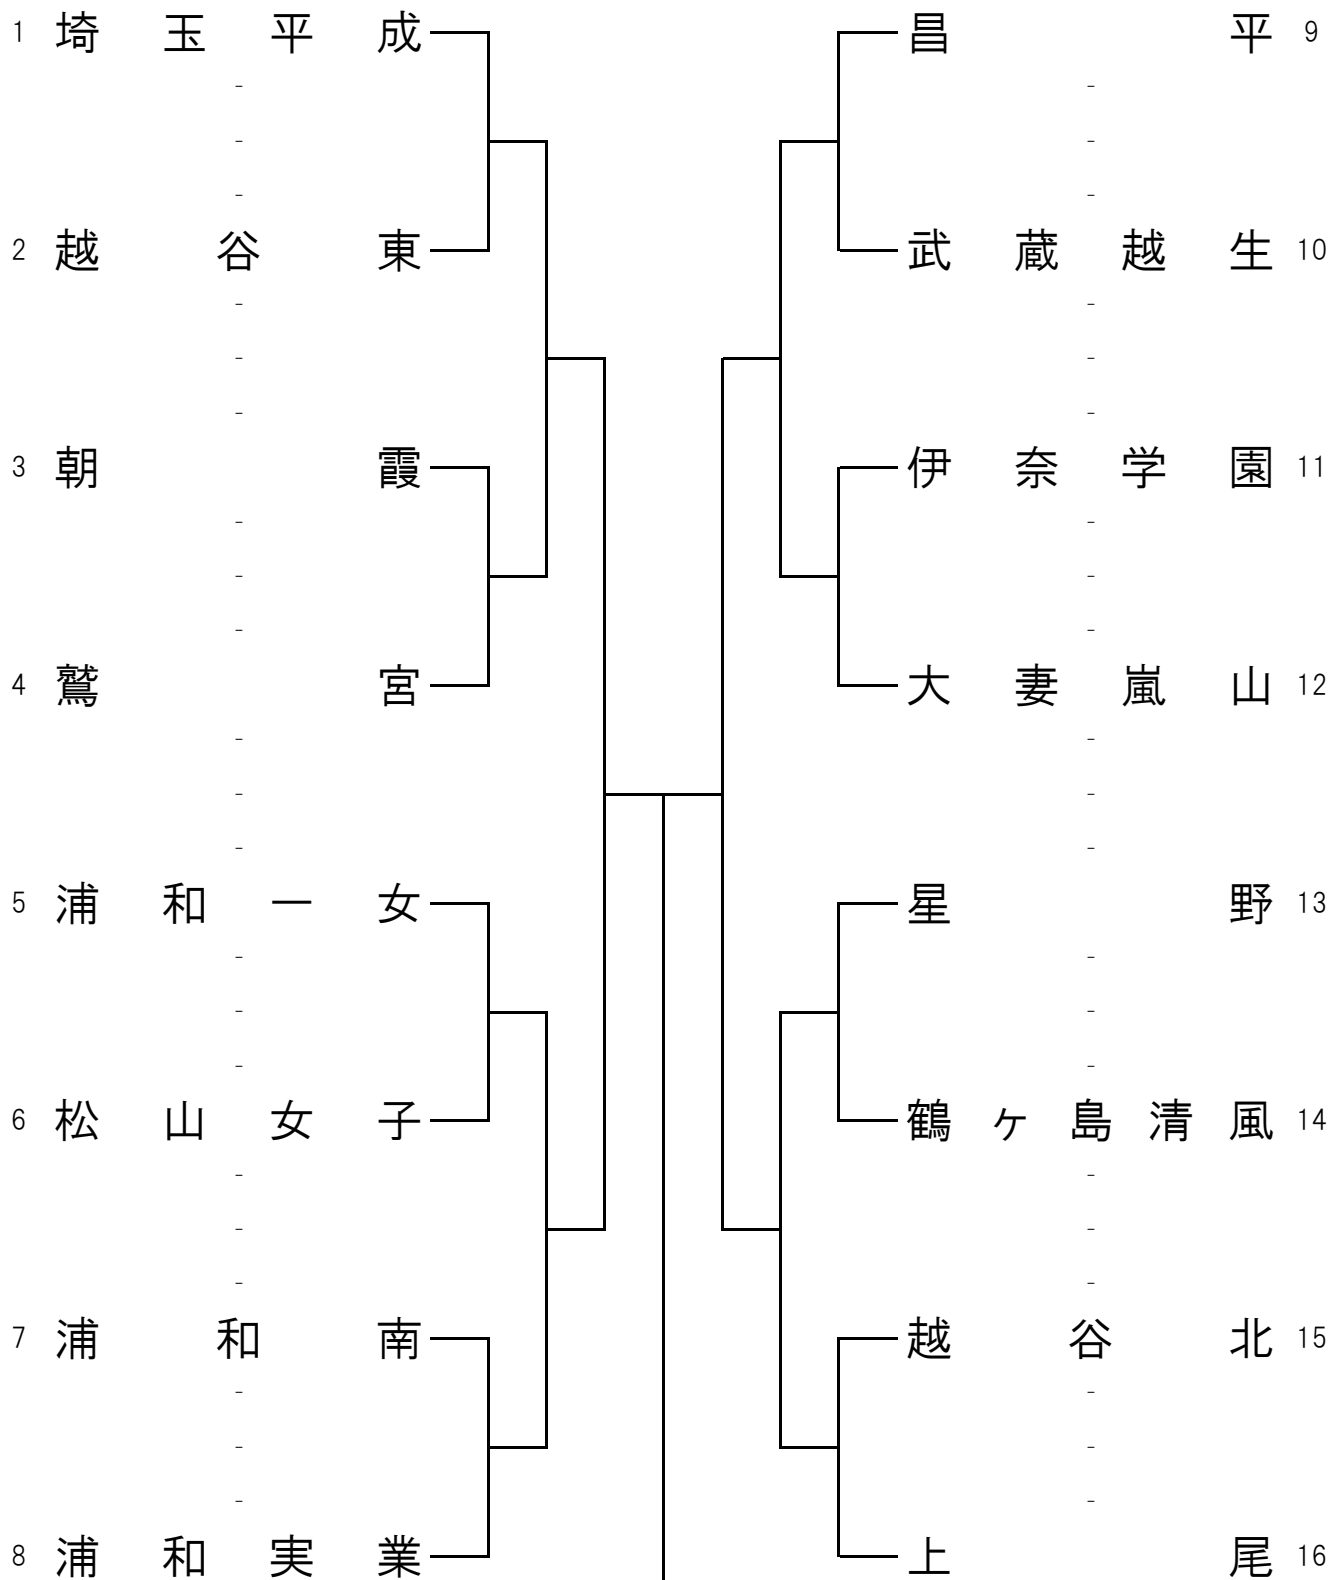 1 埼玉平成
-
-
-
2 越谷東
-
-
-
3 朝霞
-
-
-
4 鷲宮
-
-
-
5 浦和一女
-
-
-
6 松山女子
-
-
-
7 浦和南
-
-
-
8 浦和実業
昌平 9
-
-
-
武蔵越生 10
-
-
-
伊奈学園 11
-
-
-
大妻嵐山 12
-
-
-
星野 13
-
-
-
鶴ヶ島清風 14
-
-
-
越谷北 15
-
-
-
上尾 16